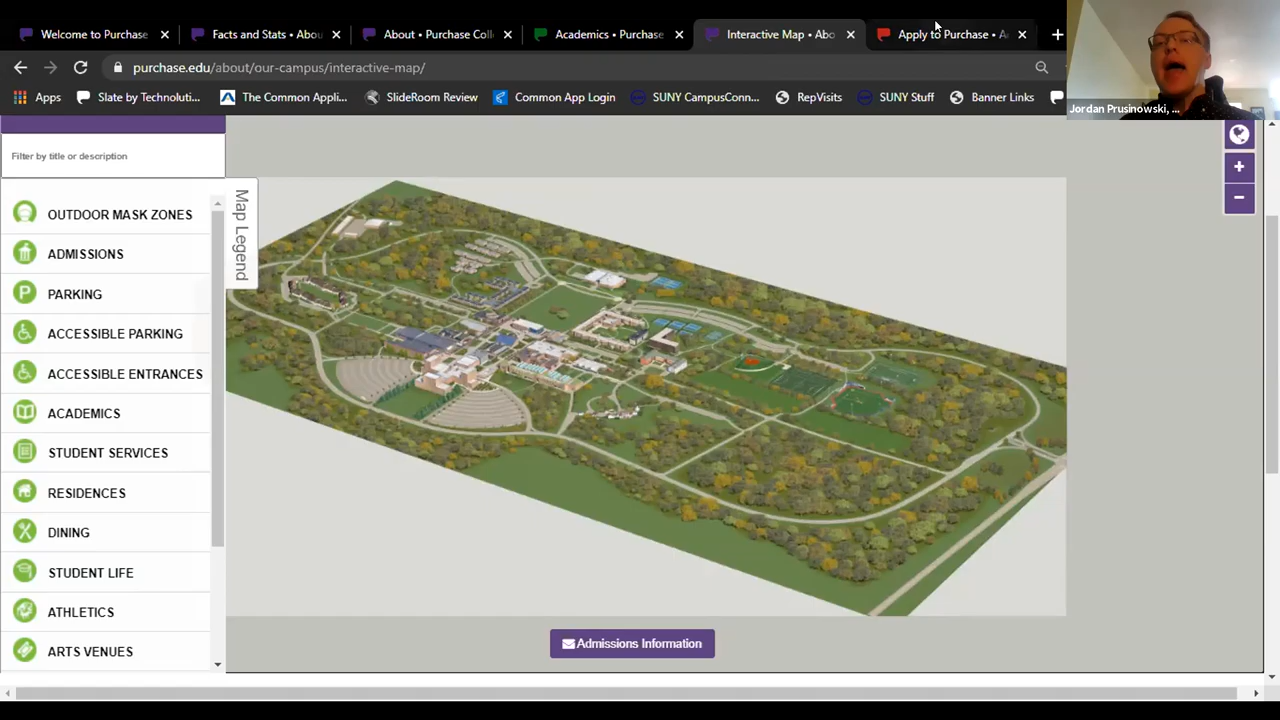 Welcome to Purchase
Facts and Stats • Abou
About • Purchase Coll
Academics • Purchase
Interactive Map • Abo
Apply to Purchase • A
purchase.edu/about/our-campus/interactive-map/
Apps
Slate by Technoluti...
The Common Appli...
SlideRoom Review
Common App Login
SUNY CampusConn...
RepVisits
SUNY Stuff
Banner Links
Jordan Prusinowski, ...
Filter by title or description
Map Legend
OUTDOOR MASK ZONES
ADMISSIONS
P
PARKING
ACCESSIBLE PARKING
ACCESSIBLE ENTRANCES
ACADEMICS
STUDENT SERVICES
RESIDENCES
DINING
STUDENT LIFE
ATHLETICS
ARTS VENUES
Admissions Information